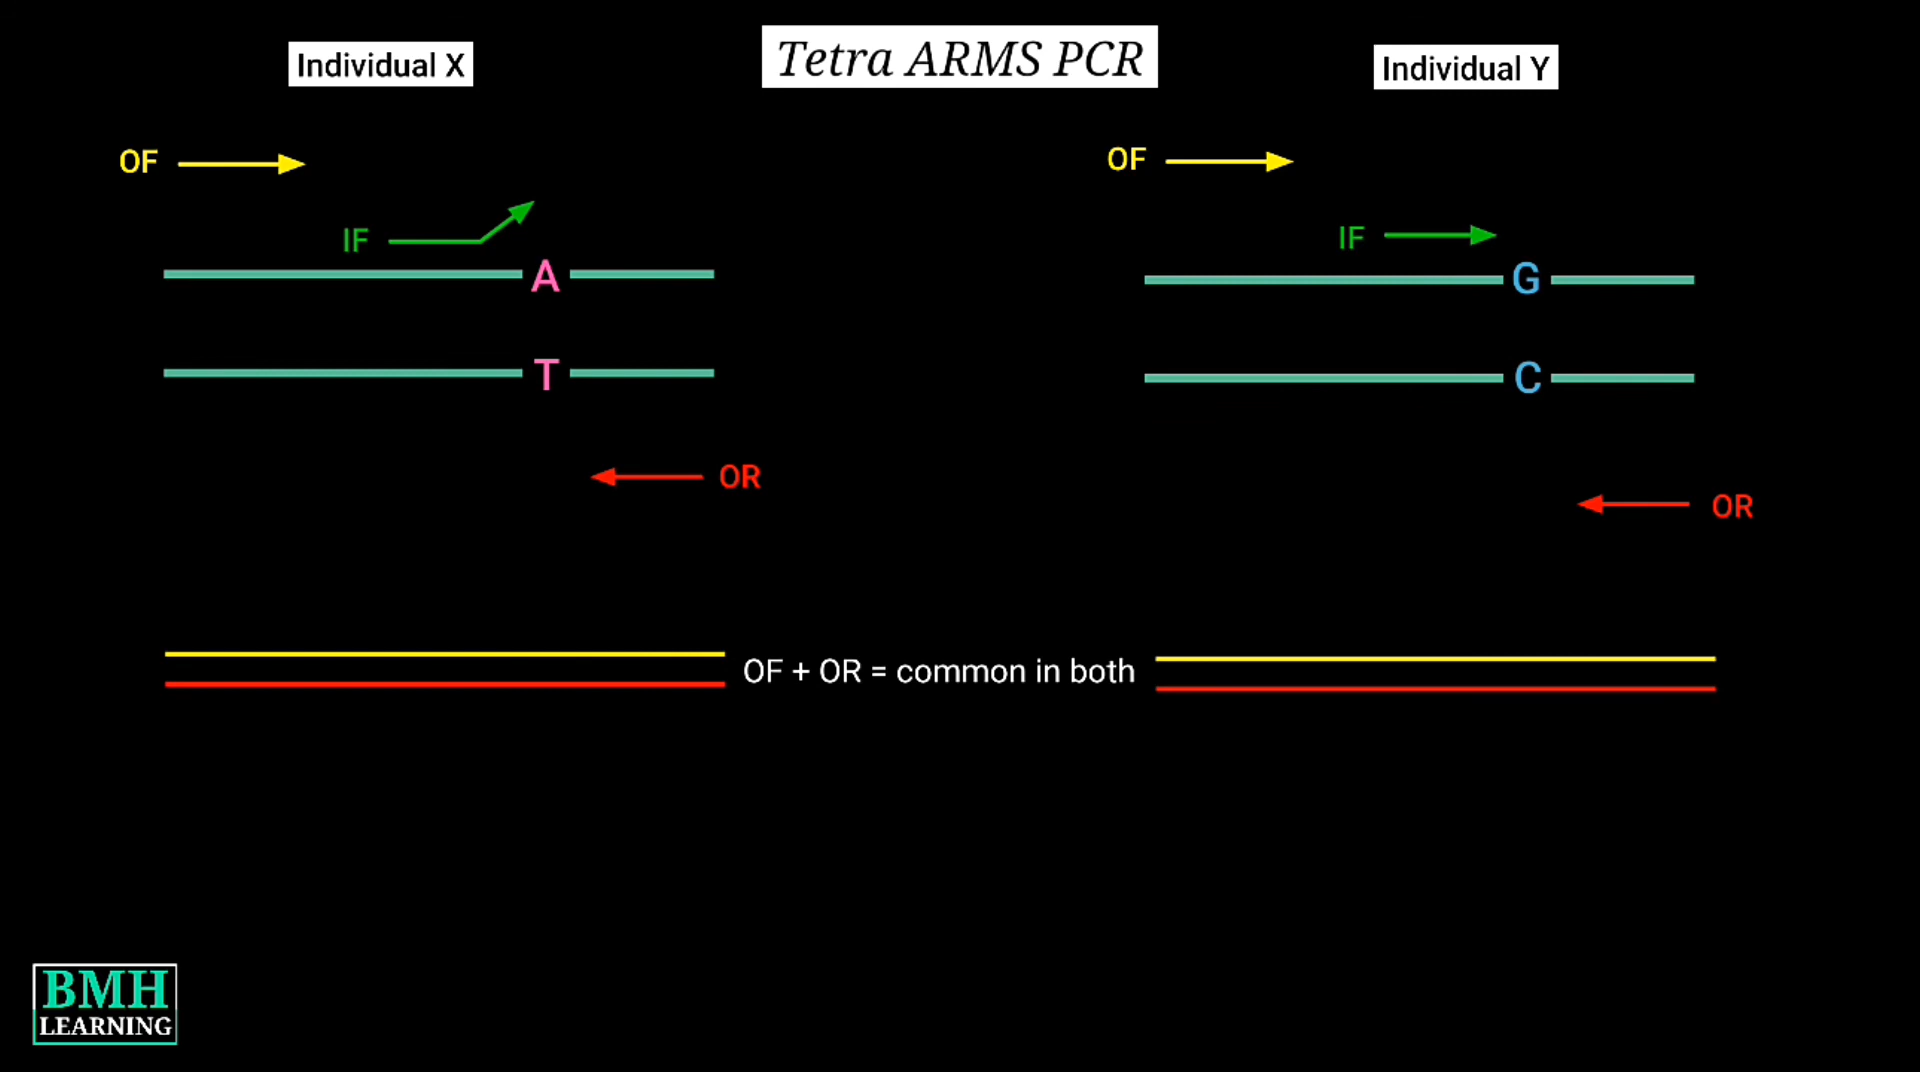 Individual X
Tetra ARMS PCR
Individual Y
OF
OF
IF
IF
A
G
T
C
OR
OR
OF + OR = common in both
BMH
LEARNING